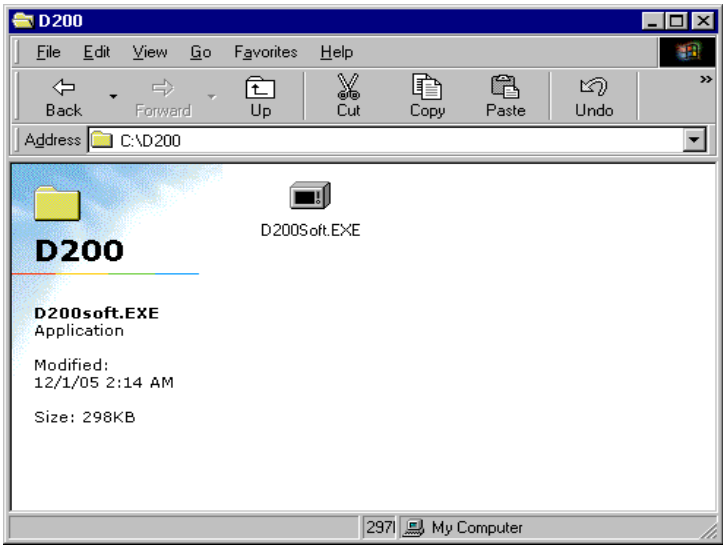 D200
File Edit View Go Favorites Help
Back Forward Up Cut Copy Paste Undo »
Address C:\D200
D200Soft.EXE
D200
D200soft.EXE
Application
Modified:
12/1/05 2:14 AM
Size: 298KB
297 My Computer